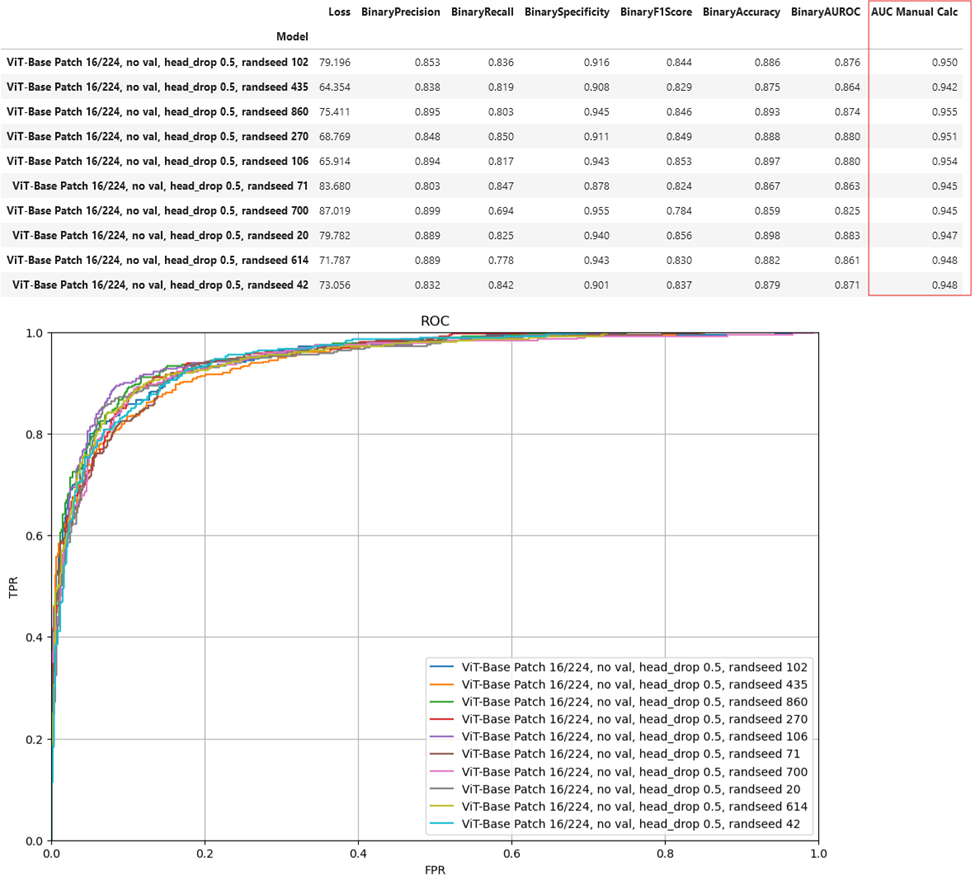 Loss BinaryPrecision BinaryRecall BinarySpecificity BinaryF1Score BinaryAccuracy BinaryAUROC AUC Manual Calc
Model
ViT-Base Patch 16/224, no val, head_drop 0.5, randseed 102 79.196 0.853 0.836 0.916 0.844 0.886 0.876 0.950
ViT-Base Patch 16/224, no val, head_drop 0.5, randseed 435 64.354 0.838 0.819 0.908 0.829 0.875 0.864 0.942
ViT-Base Patch 16/224, no val, head_drop 0.5, randseed 860 75.411 0.895 0.803 0.945 0.846 0.893 0.874 0.955
ViT-Base Patch 16/224, no val, head_drop 0.5, randseed 270 68.769 0.848 0.850 0.911 0.849 0.888 0.880 0.951
ViT-Base Patch 16/224, no val, head_drop 0.5, randseed 106 65.914 0.894 0.817 0.943 0.853 0.897 0.880 0.954
ViT-Base Patch 16/224, no val, head_drop 0.5, randseed 71 83.680 0.803 0.847 0.878 0.824 0.867 0.863 0.945
ViT-Base Patch 16/224, no val, head_drop 0.5, randseed 700 87.019 0.899 0.694 0.955 0.784 0.859 0.825 0.945
ViT-Base Patch 16/224, no val, head_drop 0.5, randseed 20 79.782 0.889 0.825 0.940 0.856 0.898 0.883 0.947
ViT-Base Patch 16/224, no val, head_drop 0.5, randseed 614 71.787 0.889 0.778 0.943 0.830 0.882 0.861 0.948
ViT-Base Patch 16/224, no val, head_drop 0.5, randseed 42 73.056 0.832 0.842 0.901 0.837 0.879 0.871 0.948
ROC
1.0
0.8
0.6
0.4
0.2
0.0
TPR
ViT-Base Patch 16/224, no val, head_drop 0.5, randseed 102
ViT-Base Patch 16/224, no val, head_drop 0.5, randseed 435
ViT-Base Patch 16/224, no val, head_drop 0.5, randseed 860
ViT-Base Patch 16/224, no val, head_drop 0.5, randseed 270
ViT-Base Patch 16/224, no val, head_drop 0.5, randseed 106
ViT-Base Patch 16/224, no val, head_drop 0.5, randseed 71
ViT-Base Patch 16/224, no val, head_drop 0.5, randseed 700
ViT-Base Patch 16/224, no val, head_drop 0.5, randseed 20
ViT-Base Patch 16/224, no val, head_drop 0.5, randseed 614
ViT-Base Patch 16/224, no val, head_drop 0.5, randseed 42
0.0 0.2 0.4 0.6 0.8 1.0
FPR